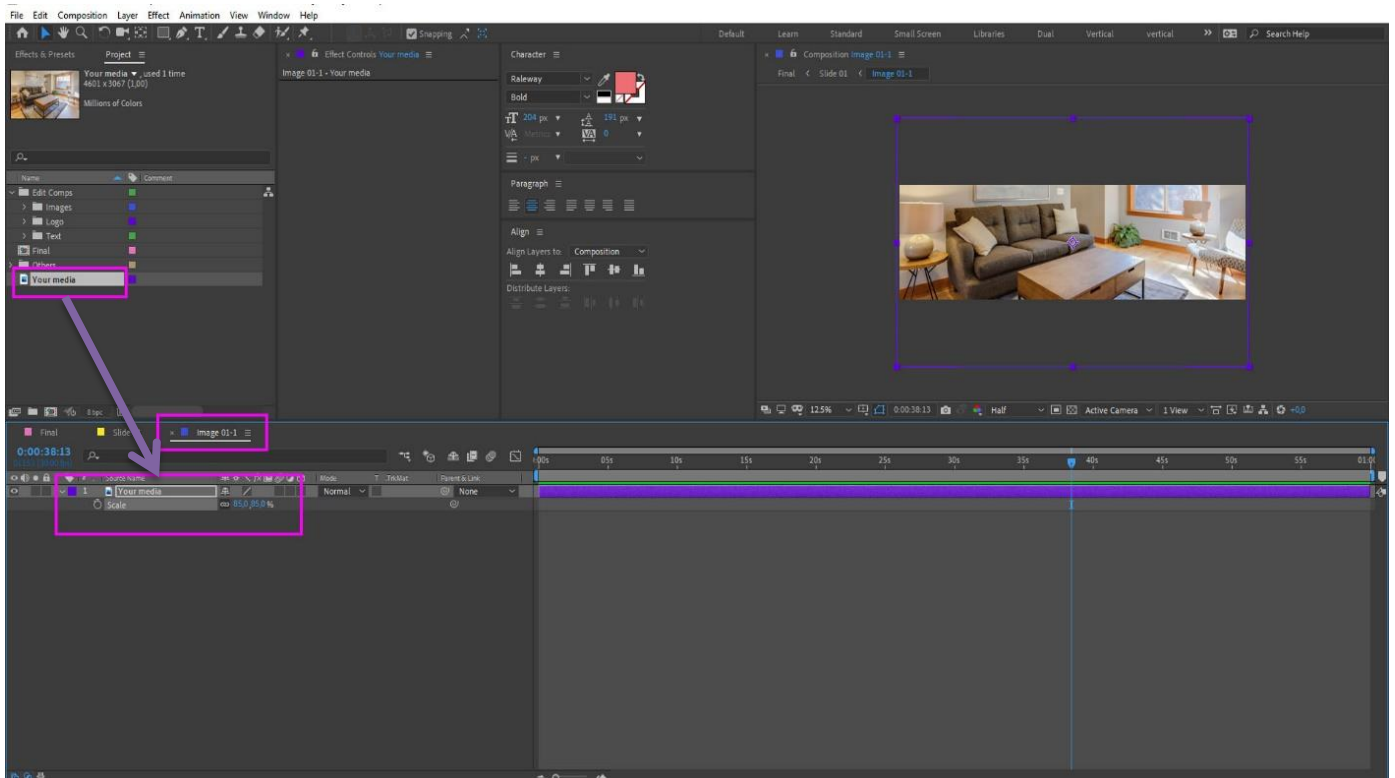 File Edit Composition Layer Effect Animation View Window Help
Snapping
Default Learn Standard Small Screen Libraries Dual Vertical vertical Search Help
Effects & Presets Project
Effect Controls Your media
Character
Composition Image 01-1
Your media , used 1 time
4601 x 3067 (1,00)
Millions of Colors
Image 01-1 • Your media
Raleway
Bold
204 px 191 px
Metrics 0
- px
Final Slide 01 Image 01-1
Name Comment
Edit Comps
Images
Logo
Text
Final
Others
Your media
Paragraph
Align
Align Layers to: Composition
Distribute Layers:
8 bpc
12,5% 0:00:38:13 Half Active Camera 1 View +0,0
Final Image 01-1
0:00:38:13
Source Name Mode T .TrkMat Parent & Link
1 Your media Normal None
Scale 85,0,85,0 %
05s 10s 15s 20s 25s 30s 35s 40s 45s 50s 55s